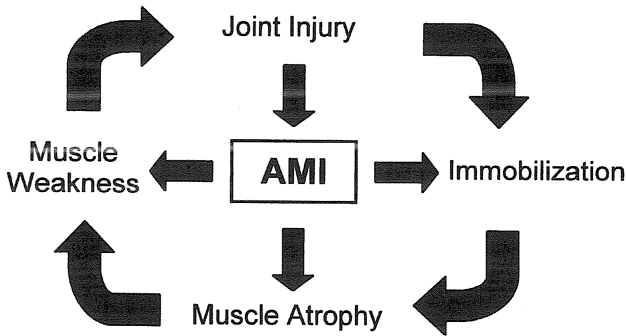 Joint Injury
Muscle
Weakness
AMI
Immobilization
Muscle Atrophy